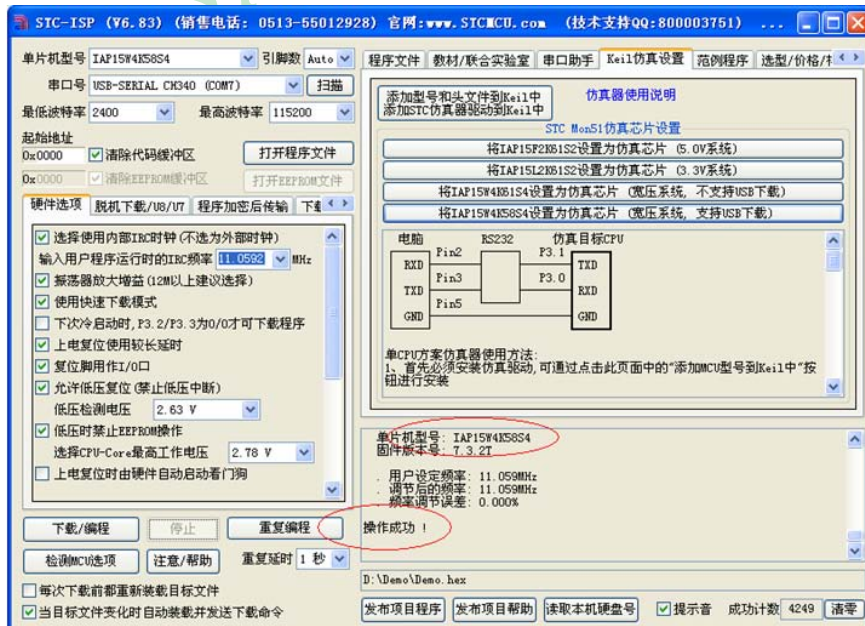 STC-ISP (V6.83) (销售电话: 0513-55012928) 官网:www.STCMCU.com (技术支持QQ:800003751) ...
单片机型号 IAP15W4K58S4 引脚数 Auto
串口号 USB-SERIAL CH340 (COM7) 扫描
最低波特率 2400 最高波特率 115200
起始地址
0x0000 清除代码缓冲区 打开程序文件
0x0000 清除EEPROM缓冲区 打开EEPROM文件
硬件选项 脱机下载/U8/U7 程序加密后传输
选择使用内部IRC时钟(不选为外部时钟)
输入用户程序运行时的IRC频率 11.0592 MHz
振荡器放大增益(12M以上建议选择)
使用快速下载模式
下次冷启动时,P3.2/P3.3为0/0才可下载程序
上电复位使用较长延时
复位脚用作I/O口
允许低压复位(禁止低压中断)
低压检测电压 2.63 V
低压时禁止EEPROM操作
选择CPU-Core最高工作电压 2.78 V
上电复位时由硬件自动启动看门狗
下载/编程 停止 重复编程
检测MCU选项 注意/帮助 重复延时 1 秒
每次下载前都重新装载目标文件
当目标文件变化时自动装载并发送下载命令
程序文件 教材/联合实验室 串口助手 Keil仿真设置 范例程序 选型/价格/
添加型号和头文件到Keil中
添加STC仿真器驱动到Keil中
仿真器使用说明
STC Mon51仿真芯片设置
将IAP15F2K61S2设置为仿真芯片 (5.0V系统)
将IAP15L2K61S2设置为仿真芯片 (3.3V系统)
将IAP15W4K61S4设置为仿真芯片 (宽压系统, 不支持USB下载)
将IAP15W4K58S4设置为仿真芯片 (宽压系统, 支持USB下载)
电脑 RS232 仿真目标CPU
RXD Pin2 P3.1 TXD
TXD Pin3 P3.0 RXD
GND Pin5 GND
单CPU方案仿真器使用方法:
1、首先必须安装仿真驱动,可通过点击此页面中的“添加MCU型号到Keil中”按
钮进行安装
单片机型号: IAP15W4K58S4
固件版本号: 7.3.2T
. 用户设定频率: 11.059MHz
. 调节后的频率: 11.059MHz
. 频率调节误差: 0.000%
操作成功 !
D:\Demo\Demo.hex
发布项目程序 发布项目帮助 读取本机硬盘号 提示音 成功计数 4249 清零